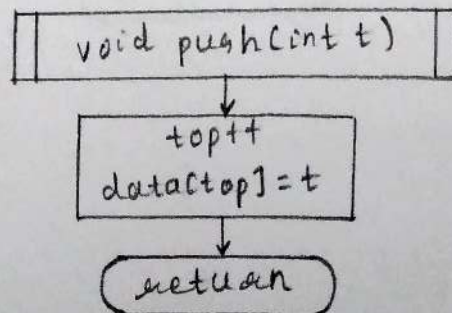 void push(int t)
top++
data[top]=t
return